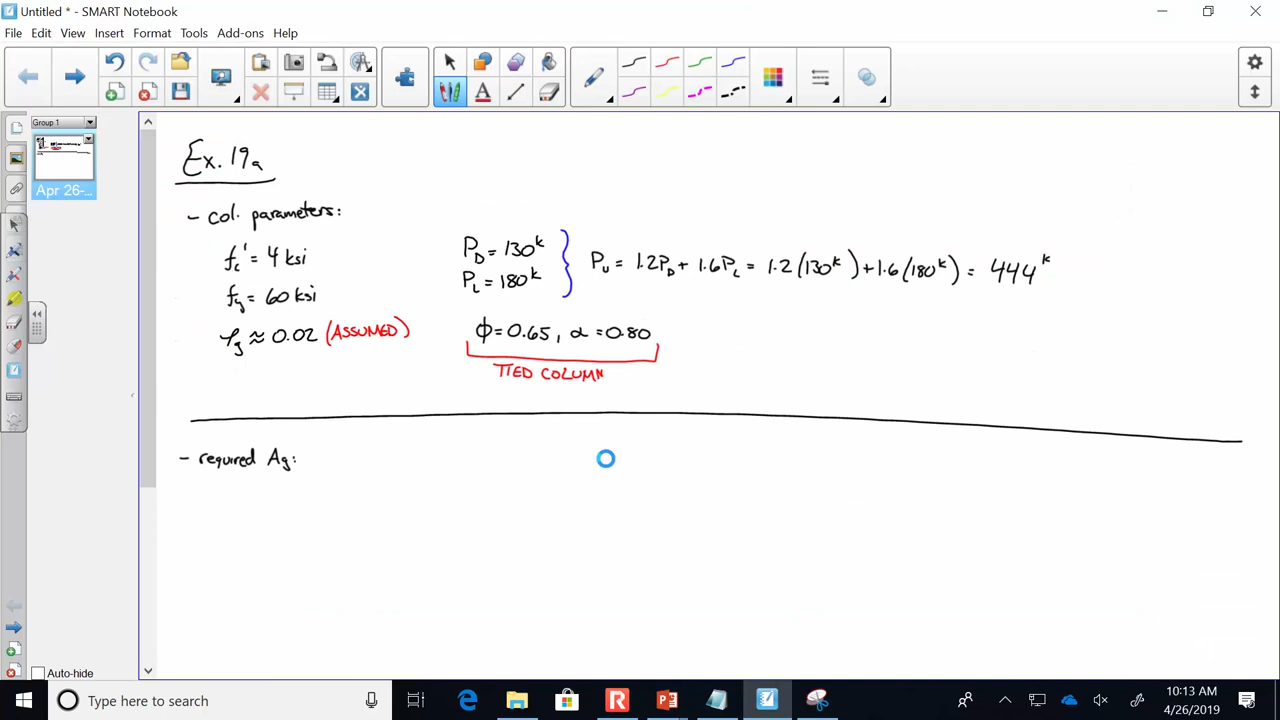 Untitled * - SMART Notebook
File Edit View Insert Format Tools Add-ons Help
Group 1
Apr 26-...
Ex. 19a
- col. parameters:
fc' = 4 ksi
fy = 60 ksi
ρg ≈ 0.02 (ASSUMED)
PD = 130k
PL = 180k
PU = 1.2PD + 1.6PL = 1.2(130k) + 1.6(180k) = 444k
ϕ = 0.65, α = 0.80
TIED COLUMN
- required Ag:
Auto-hide
Type here to search
10:13 AM
4/26/2019